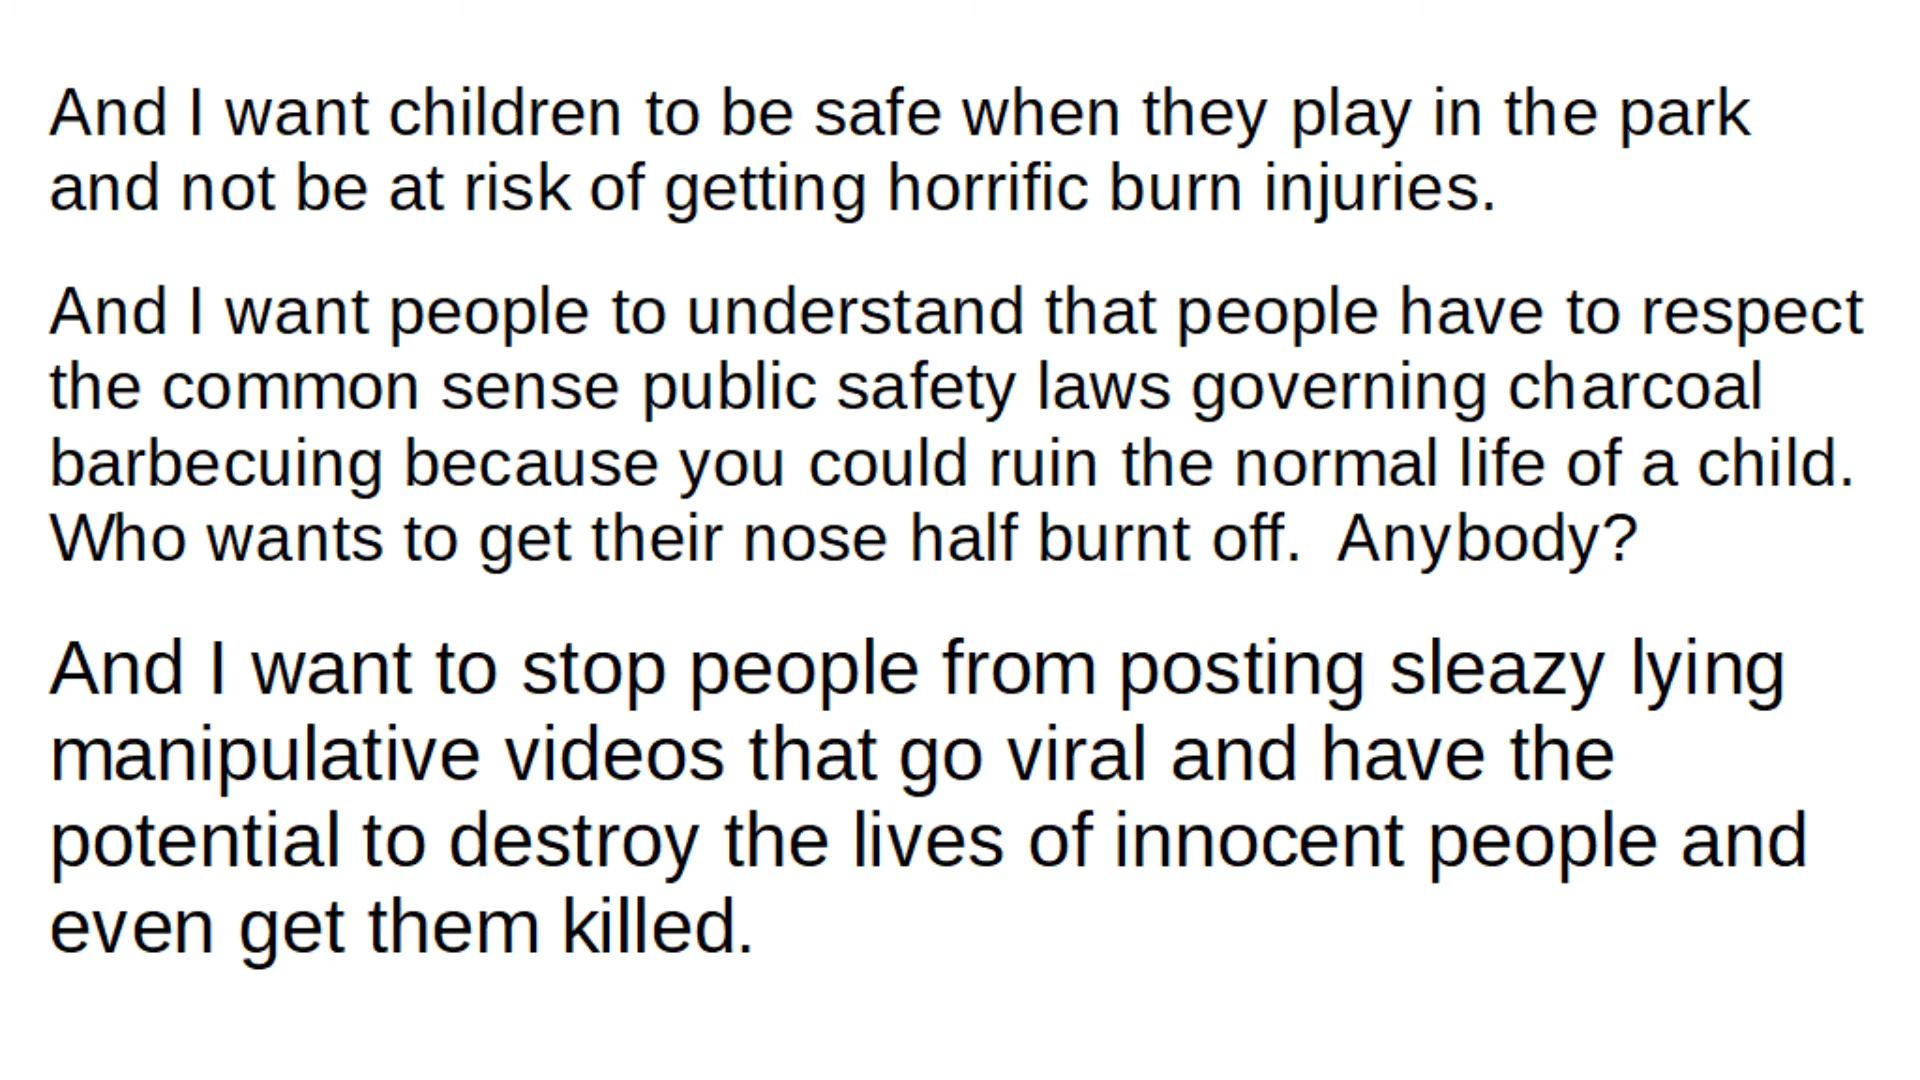 And I want children to be safe when they play in the park
and not be at risk of getting horrific burn injuries.
And I want people to understand that people have to respect
the common sense public safety laws governing charcoal
barbecuing because you could ruin the normal life of a child.
Who wants to get their nose half burnt off.  Anybody?
And I want to stop people from posting sleazy lying
manipulative videos that go viral and have the
potential to destroy the lives of innocent people and
even get them killed.